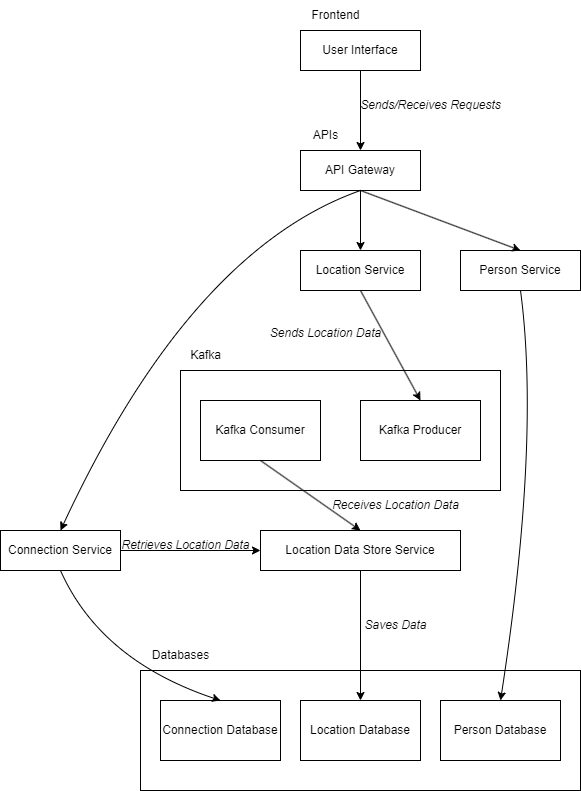 Frontend
User Interface
Sends/Receives Requests
APIs
API Gateway
Location Service
Person Service
Sends Location Data
Kafka
Kafka Consumer
Kafka Producer
Receives Location Data
Connection Service
Retrieves Location Data
Location Data Store Service
Saves Data
Databases
Connection Database
Location Database
Person Database